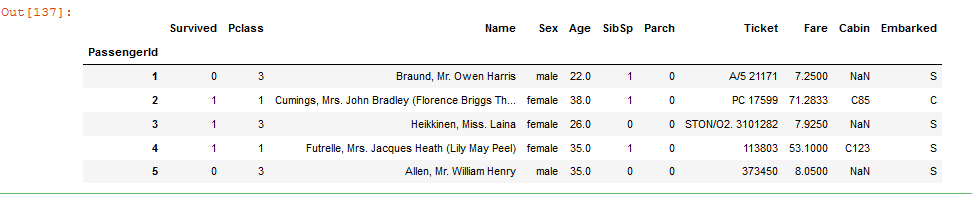 Out[137]:
Survived Pclass Name Sex Age SibSp Parch Ticket Fare Cabin Embarked
PassengerId
1 0 3 Braund, Mr. Owen Harris male 22.0 1 0 A/5 21171 7.2500 NaN S
2 1 1 Cumings, Mrs. John Bradley (Florence Briggs Th... female 38.0 1 0 PC 17599 71.2833 C85 C
3 1 3 Heikkinen, Miss. Laina female 26.0 0 0 STON/O2. 3101282 7.9250 NaN S
4 1 1 Futrelle, Mrs. Jacques Heath (Lily May Peel) female 35.0 1 0 113803 53.1000 C123 S
5 0 3 Allen, Mr. William Henry male 35.0 0 0 373450 8.0500 NaN S